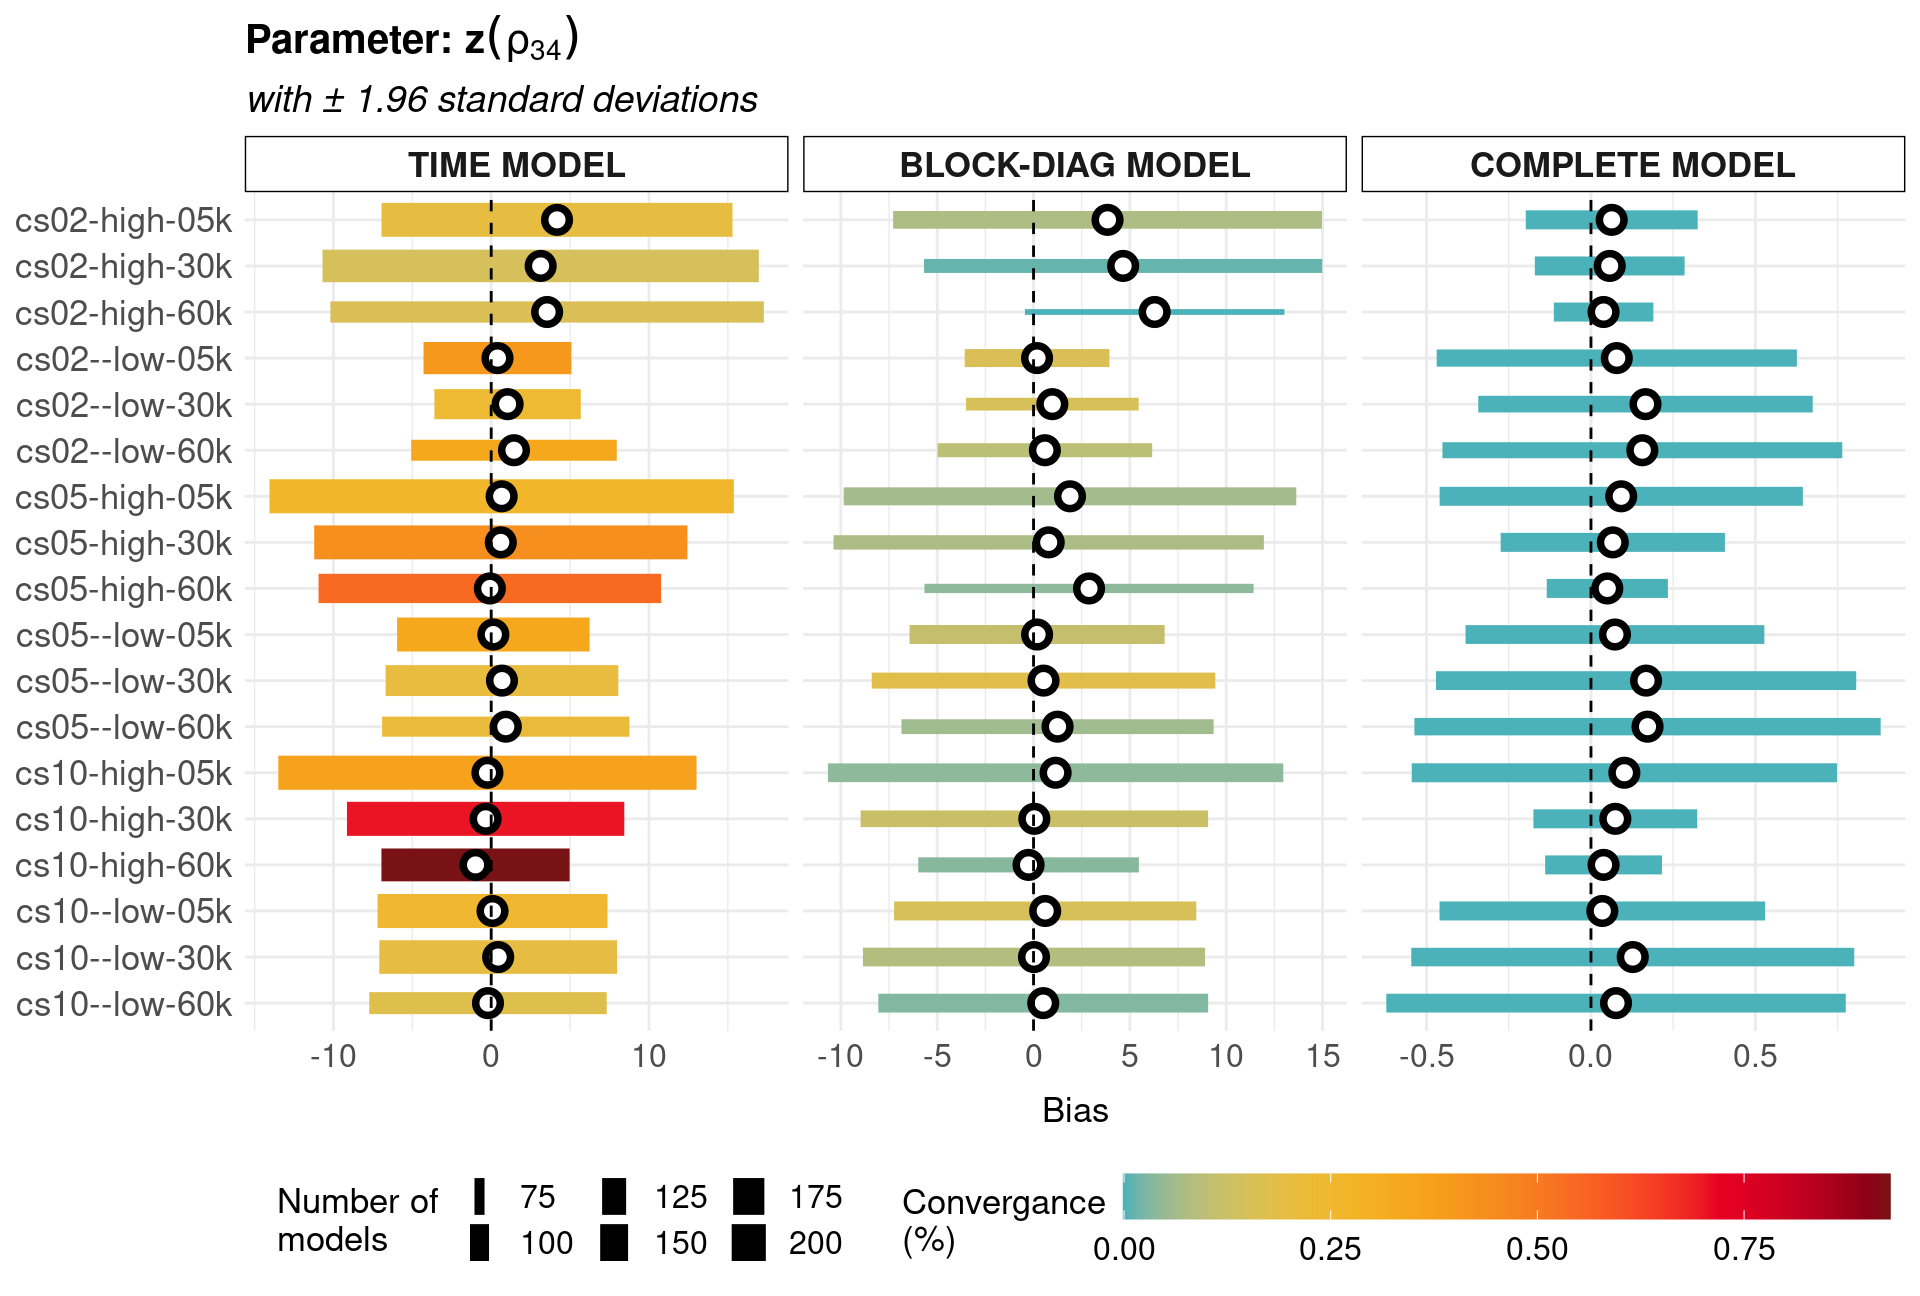 Parameter: z(ρ34)
with ± 1.96 standard deviations
TIME MODEL BLOCK-DIAG MODEL COMPLETE MODEL
cs02-high-05k
cs02-high-30k
cs02-high-60k
cs02--low-05k
cs02--low-30k
cs02--low-60k
cs05-high-05k
cs05-high-30k
cs05-high-60k
cs05--low-05k
cs05--low-30k
cs05--low-60k
cs10-high-05k
cs10-high-30k
cs10-high-60k
cs10--low-05k
cs10--low-30k
cs10--low-60k
-10 0 10 -10 -5 0 5 10 15 -0.5 0.0 0.5
Bias
Number of models
75 125 175
100 150 200
Convergance (%)
0.00 0.25 0.50 0.75